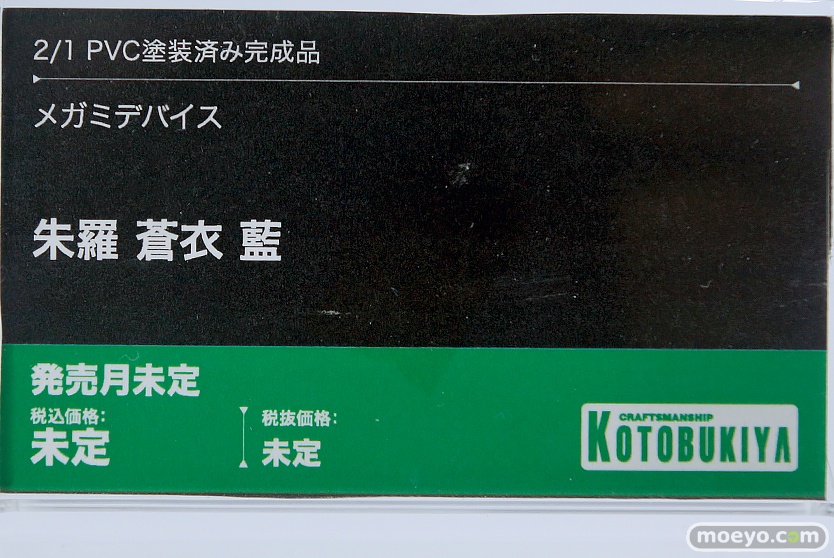 2/1 PVC塗装済み完成品
メガミデバイス
朱羅 蒼衣 藍
発売月未定
税込価格:
未定
税抜価格:
未定
CRAFTSMANSHIP
KOTOBUKIYA
moeyo.com